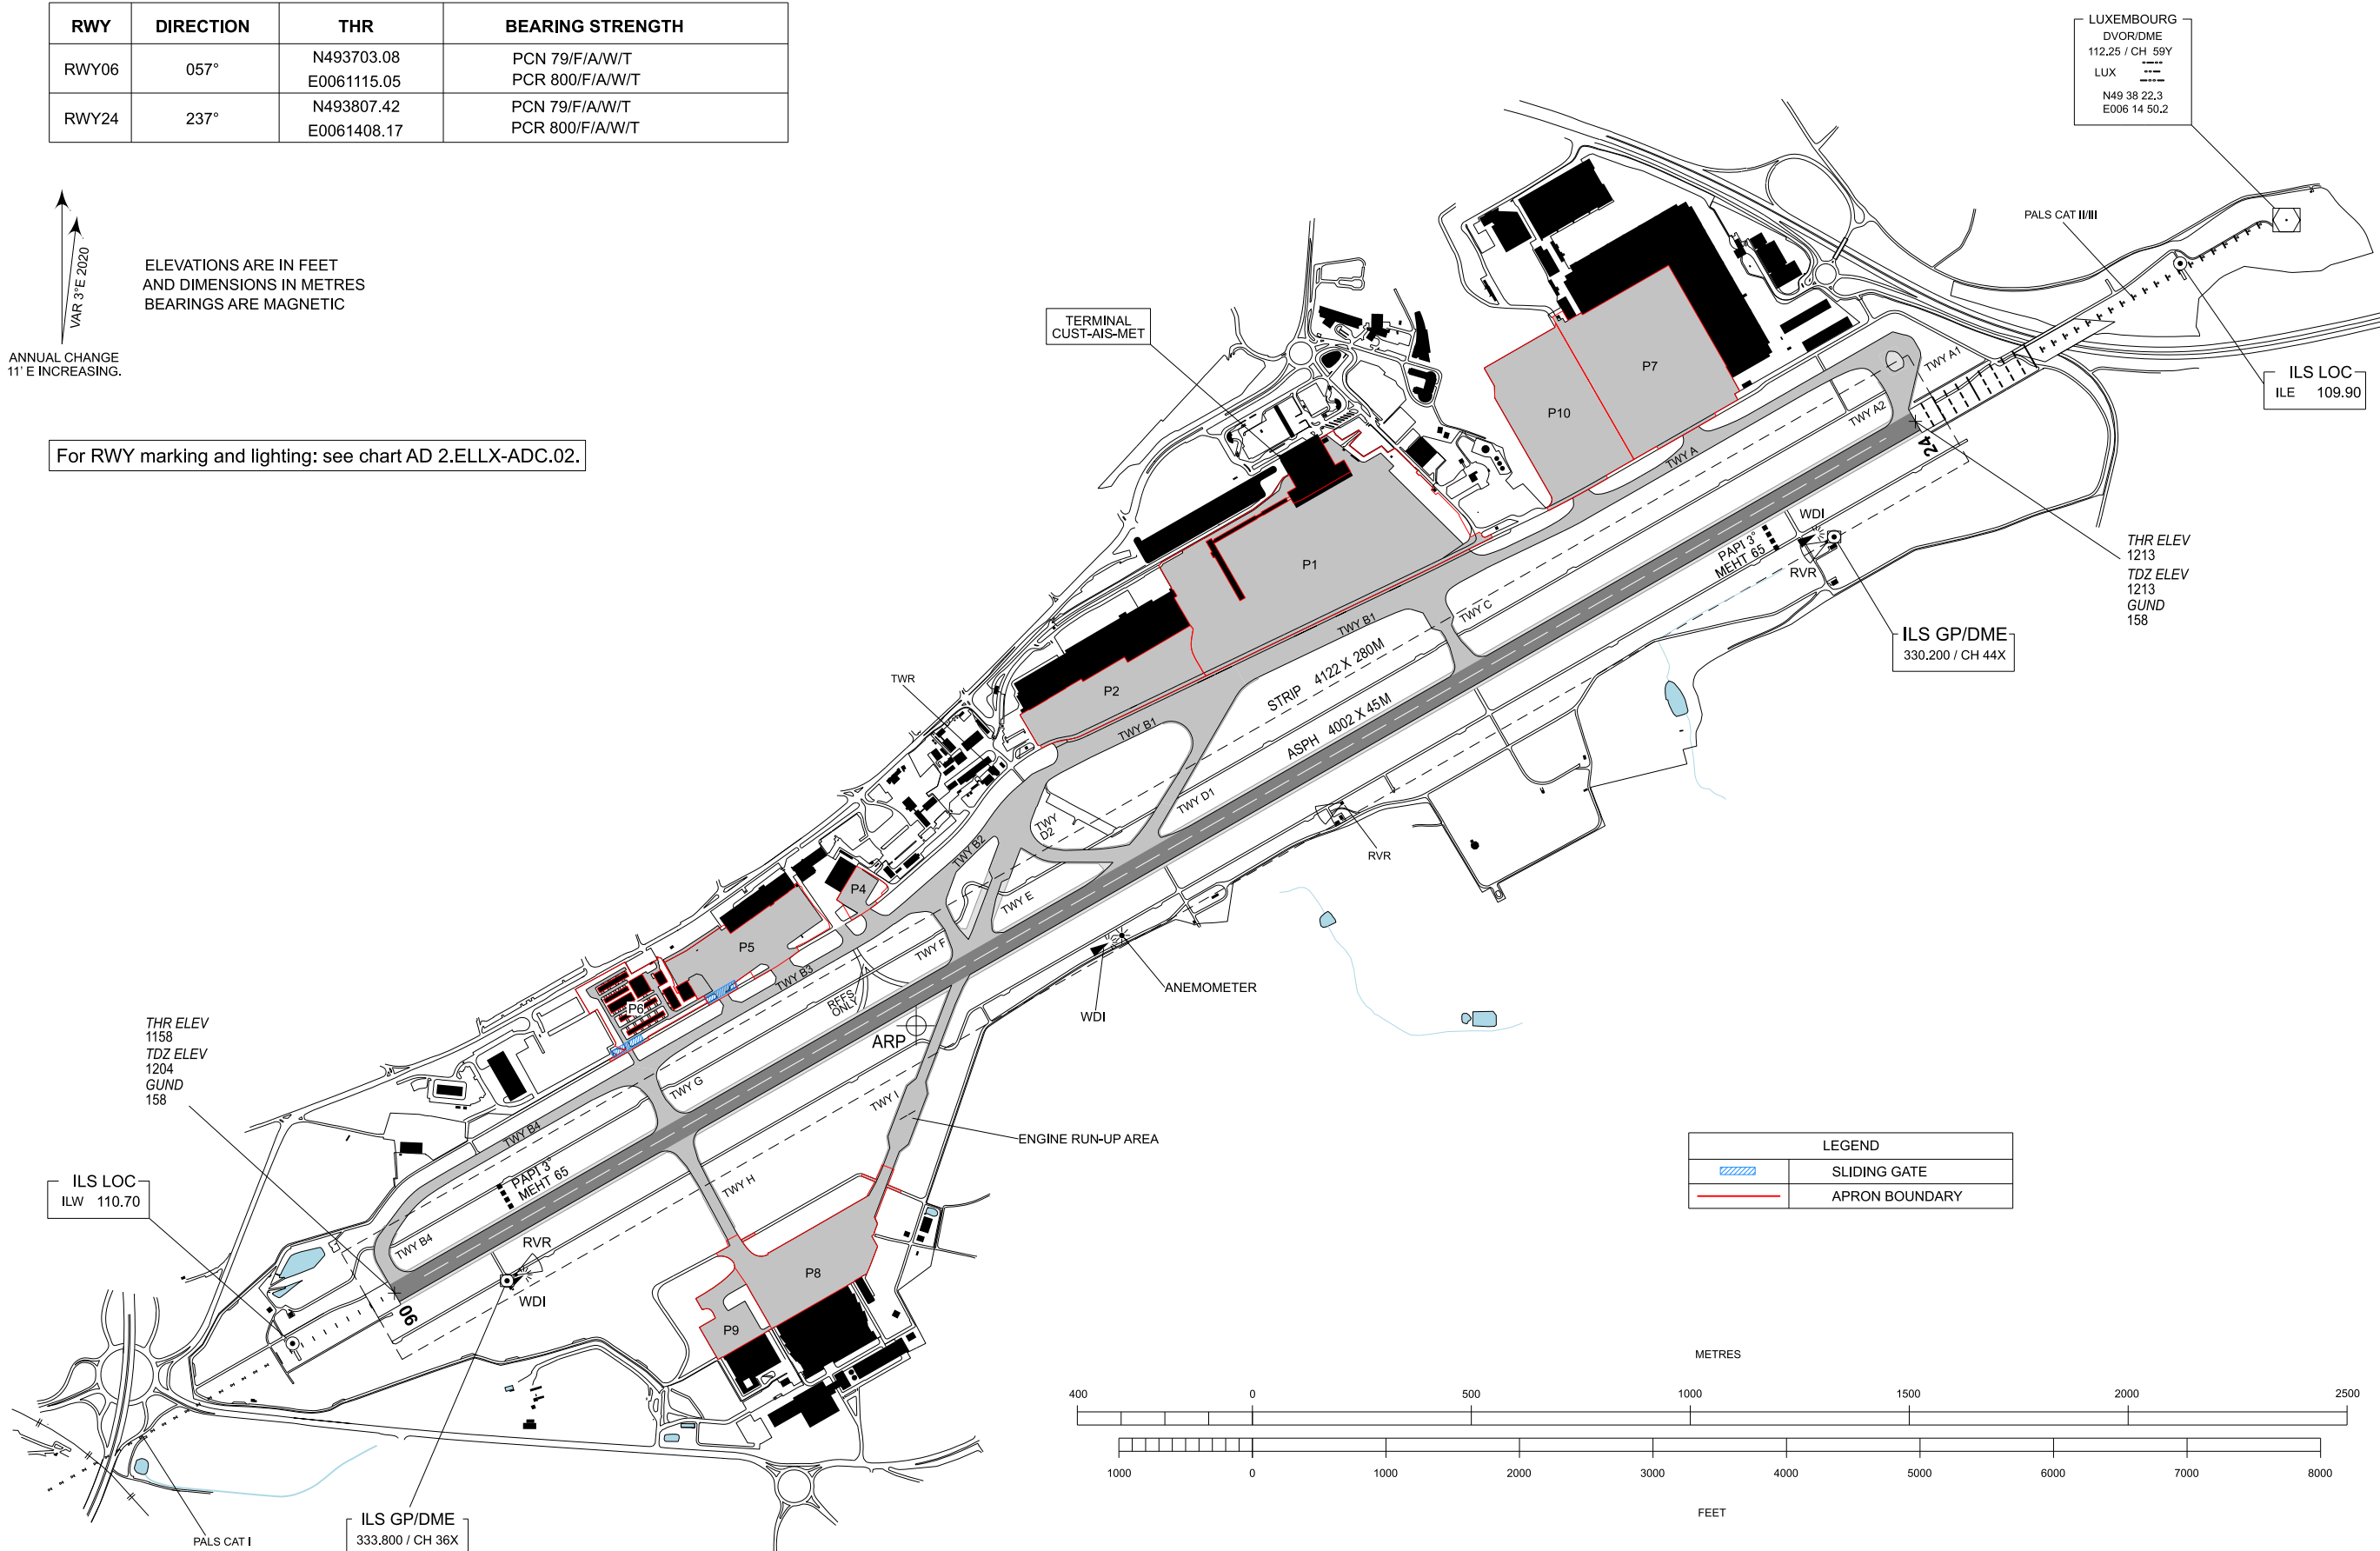 RWY DIRECTION THR BEARING STRENGTH
RWY06 057° N493703.08 E0061115.05 PCN 79/F/A/W/T PCR 800/F/A/W/T
RWY24 237° N493807.42 E0061408.17 PCN 79/F/A/W/T PCR 800/F/A/W/T
LUXEMBOURG
DVOR/DME
112.25 / CH 59Y
LUX
N49 38 22.3
E006 14 50.2
VAR 3°E 2020
ANNUAL CHANGE
11' E INCREASING.
ELEVATIONS ARE IN FEET
AND DIMENSIONS IN METRES
BEARINGS ARE MAGNETIC
For RWY marking and lighting: see chart AD 2.ELLX-ADC.02.
PALS CAT II/III
TERMINAL
CUST-AIS-MET
ILS LOC
ILE 109.90
P7
P10
TWY A1
TWY A2
TWY A
24
WDI
PAPI 3°
MEHT 65
RVR
THR ELEV
1213
TDZ ELEV
1213
GUND
158
ILS GP/DME
330.200 / CH 44X
P1
TWY C
TWY B1
STRIP 4122 X 280M
ASPH 4002 X 45M
P2
TWR
TWY B1
TWY D1
TWY
D2
TWY B2
RVR
P4
TWY E
P5
TWY F
TWY B3
RFFS
ONLY
ANEMOMETER
WDI
P6
ARP
THR ELEV
1158
TDZ ELEV
1204
GUND
158
TWY G
TWY I
TWY B4
ENGINE RUN-UP AREA
PAPI 3°
MEHT 65
TWY H
ILS LOC
ILW 110.70
TWY B4
RVR
WDI
06
P8
P9
LEGEND
SLIDING GATE
APRON BOUNDARY
METRES
400 0 500 1000 1500 2000 2500
1000 0 1000 2000 3000 4000 5000 6000 7000 8000
FEET
PALS CAT I
ILS GP/DME
333.800 / CH 36X